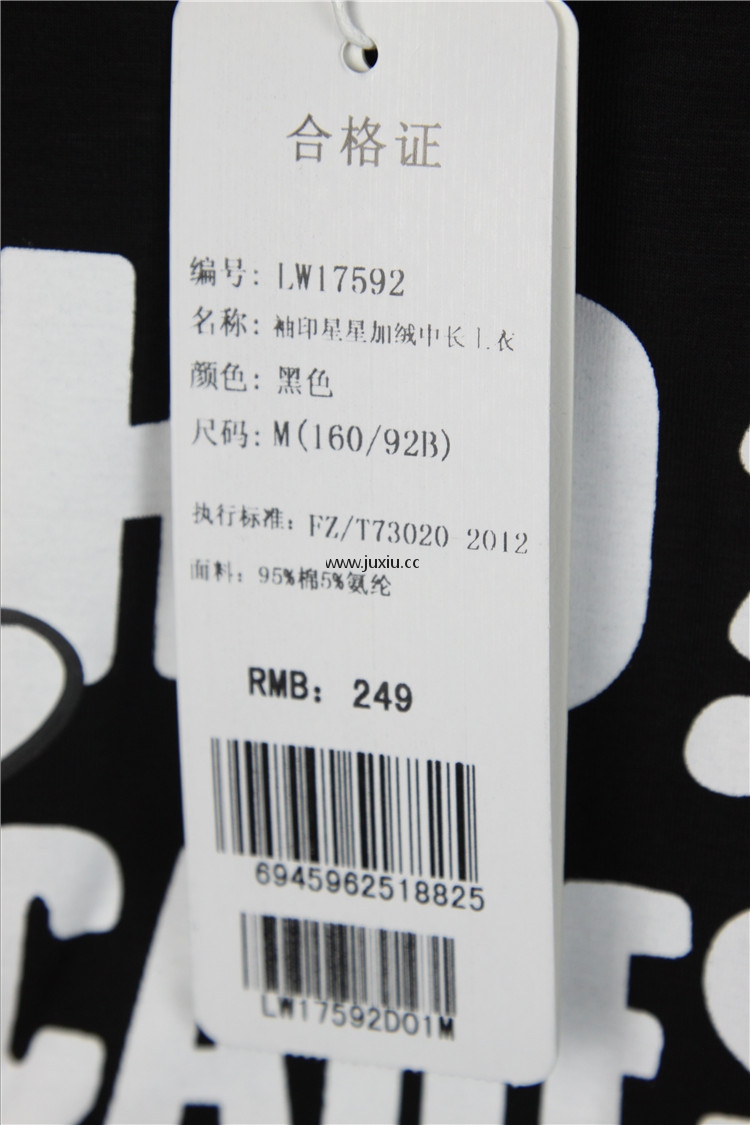 合格证
编号: LW17592
名称: 袖印星星加绒中长上衣
颜色: 黑色
尺码: M(160/92B)
执行标准: FZ/T73020-2012
www.juxiu.cc
面料: 95%棉5%氨纶
RMB: 249
6945962518825
LW17592D01M